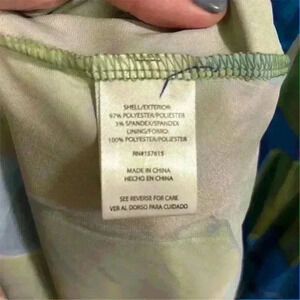 SHELL/EXTERIOR:
97% POLYESTER/POLIESTER
3% SPANDEX/SPANDEX
LINING/FORRO:
100% POLYESTER/POLIESTER
RN#157615
MADE IN CHINA
HECHO EN CHINA
SEE REVERSE FOR CARE
VER AL DORSO PARA CUIDADO